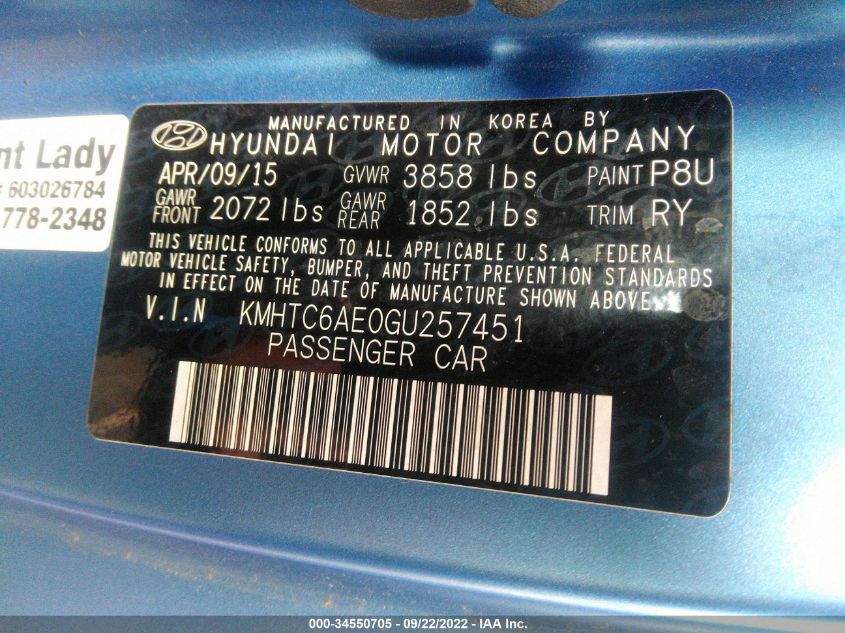 MANUFACTURED IN KOREA BY
HYUNDAI MOTOR COMPANY
APR/09/15 GVWR 3858 lbs PAINT P8U
GAWR FRONT 2072 lbs GAWR REAR 1852 lbs TRIM RY
THIS VEHICLE CONFORMS TO ALL APPLICABLE U.S.A. FEDERAL
MOTOR VEHICLE SAFETY, BUMPER, AND THEFT PREVENTION STANDARDS
IN EFFECT ON THE DATE OF MANUFACTURE SHOWN ABOVE.
V.I.N KMHTC6AE0GU257451
PASSENGER CAR
nt Lady
# 603026784
778-2348
000-34550705 - 09/22/2022 - IAA Inc.